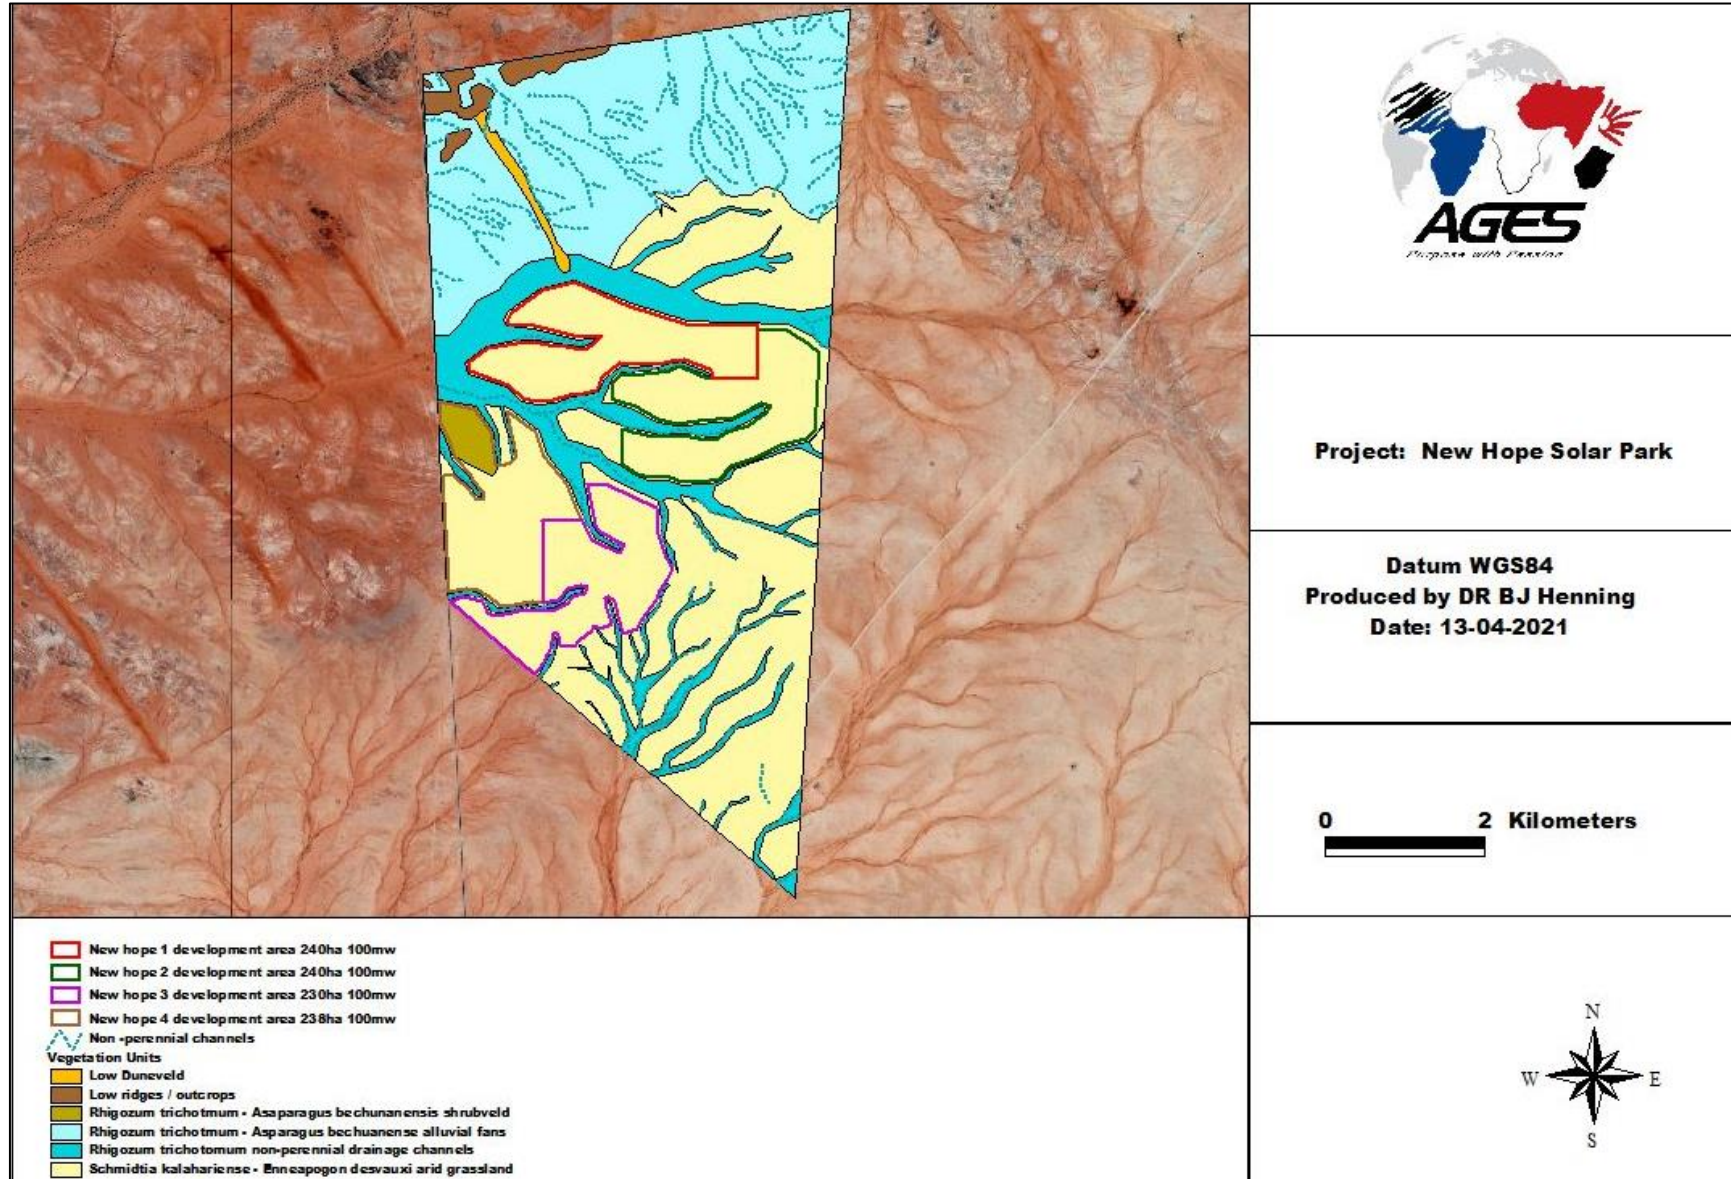 AGES
Purpose with Passion
Project: New Hope Solar Park
Datum WGS84
Produced by DR BJ Henning
Date: 13-04-2021
0 2 Kilometers
New hope 1 development area 240ha 100mw
New hope 2 development area 240ha 100mw
New hope 3 development area 230ha 100mw
New hope 4 development area 238ha 100mw
Non -perennial channels
Vegetation Units
Low Duneveld
Low ridges / outcrops
Rhigozum trichotmum - Asaparagus bechunanensis shrubveld
Rhigozum trichotmum - Asparagus bechuanense alluvial fans
Rhigozum trichotomum non-perennial drainage channels
Schmidtia kalahariense - Enneapogon desvauxi arid grassland
N
W E
S